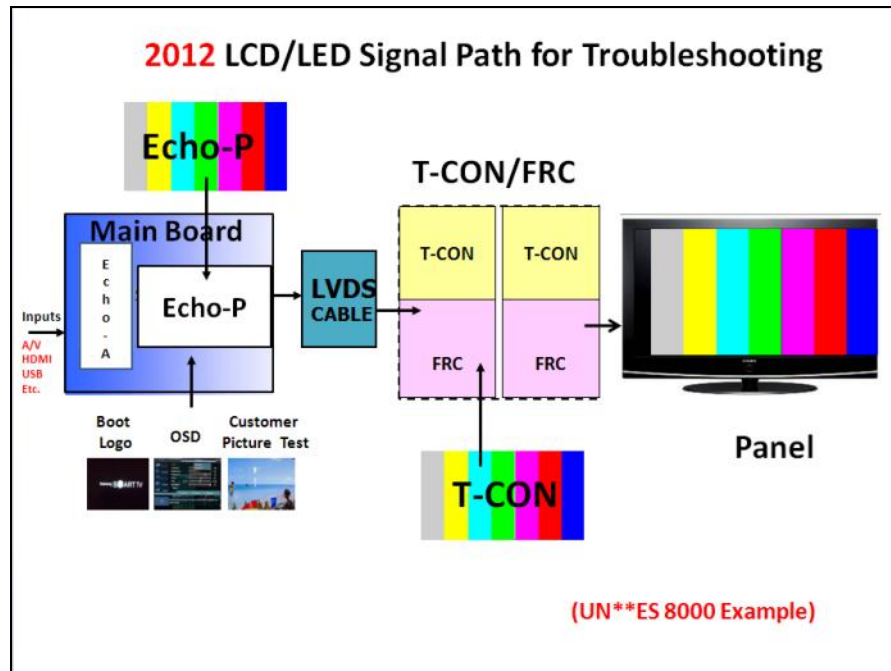 2012 LCD/LED Signal Path for Troubleshooting
Echo-P
T-CON/FRC
Main Board
Echo-A
Echo-P
LVDS
CABLE
T-CON
T-CON
FRC
FRC
Inputs
A/V
HDMI
USB
Etc.
Boot
Logo
OSD
Customer
Picture Test
T-CON
Panel
(UN**ES 8000 Example)